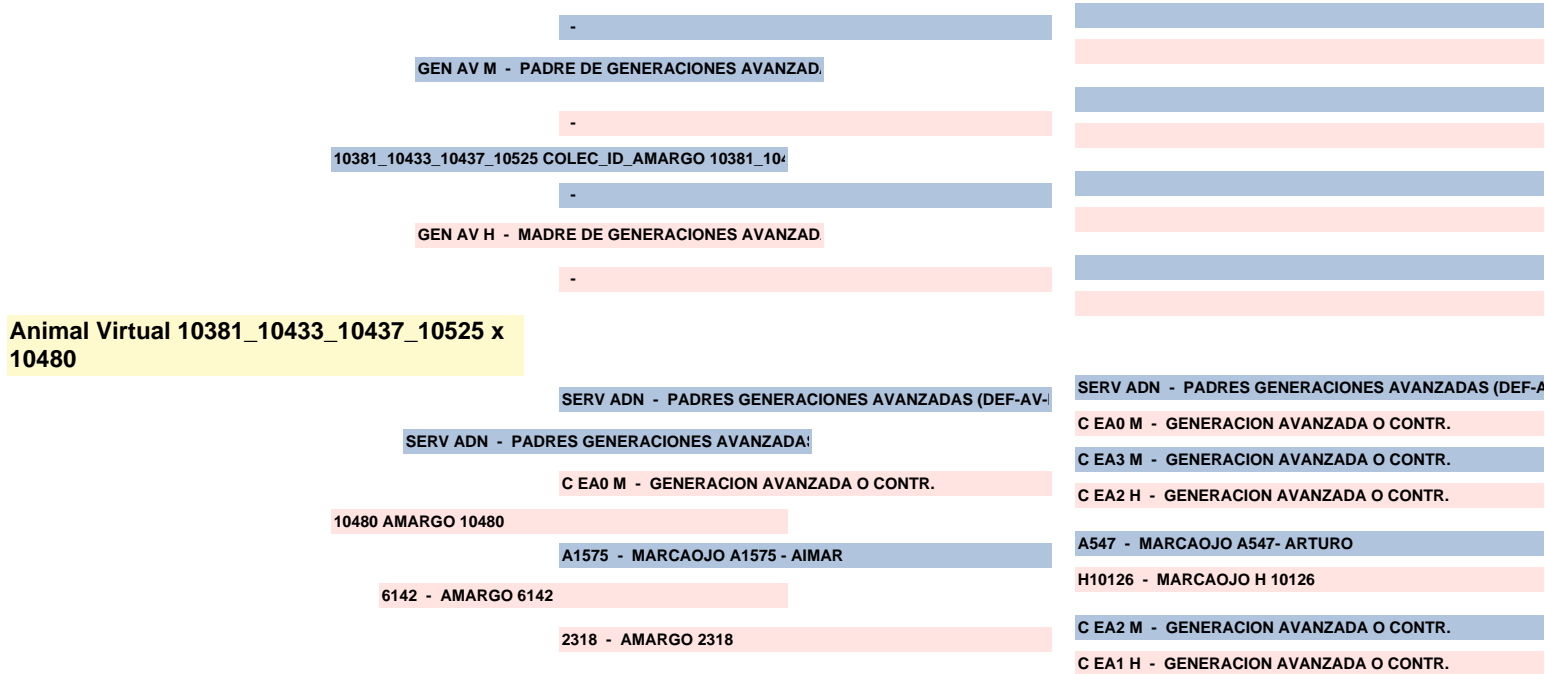 -
GEN AV M - PADRE DE GENERACIONES AVANZAD
-
10381_10433_10437_10525 COLEC_ID_AMARGO 10381_104
-
GEN AV H - MADRE DE GENERACIONES AVANZAD
-
Animal Virtual 10381_10433_10437_10525 x
10480
SERV ADN - PADRES GENERACIONES AVANZADAS (DEF-A
SERV ADN - PADRES GENERACIONES AVANZADAS (DEF-AV-
C EA0 M - GENERACION AVANZADA O CONTR.
SERV ADN - PADRES GENERACIONES AVANZADA
C EA3 M - GENERACION AVANZADA O CONTR.
C EA0 M - GENERACION AVANZADA O CONTR.
C EA2 H - GENERACION AVANZADA O CONTR.
10480 AMARGO 10480
A547 - MARCAOJO A547- ARTURO
A1575 - MARCAOJO A1575 - AIMAR
H10126 - MARCAOJO H 10126
6142 - AMARGO 6142
C EA2 M - GENERACION AVANZADA O CONTR.
2318 - AMARGO 2318
C EA1 H - GENERACION AVANZADA O CONTR.